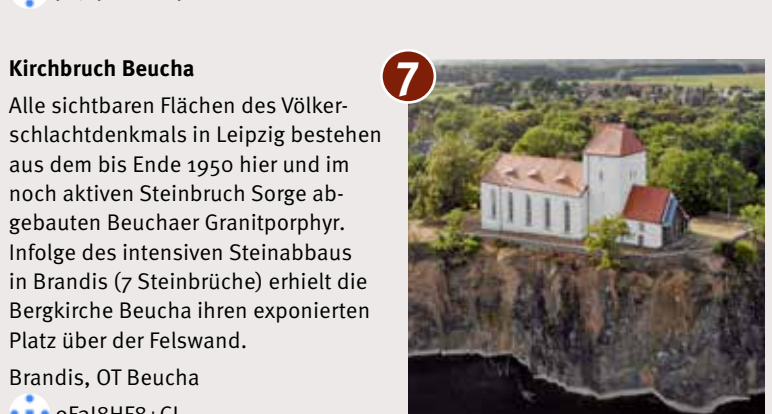 Kirchbruch Beucha
7
Alle sichtbaren Flächen des Völker-
schlachtdenkmals in Leipzig bestehen
aus dem bis Ende 1950 hier und im
noch aktiven Steinbruch Sorge ab-
gebauten Beuchaer Granitporphyr.
Infolge des intensiven Steinabbaus
in Brandis (7 Steinbrüche) erhielt die
Bergkirche Beucha ihren exponierten
Platz über der Felswand.
Brandis, OT Beucha